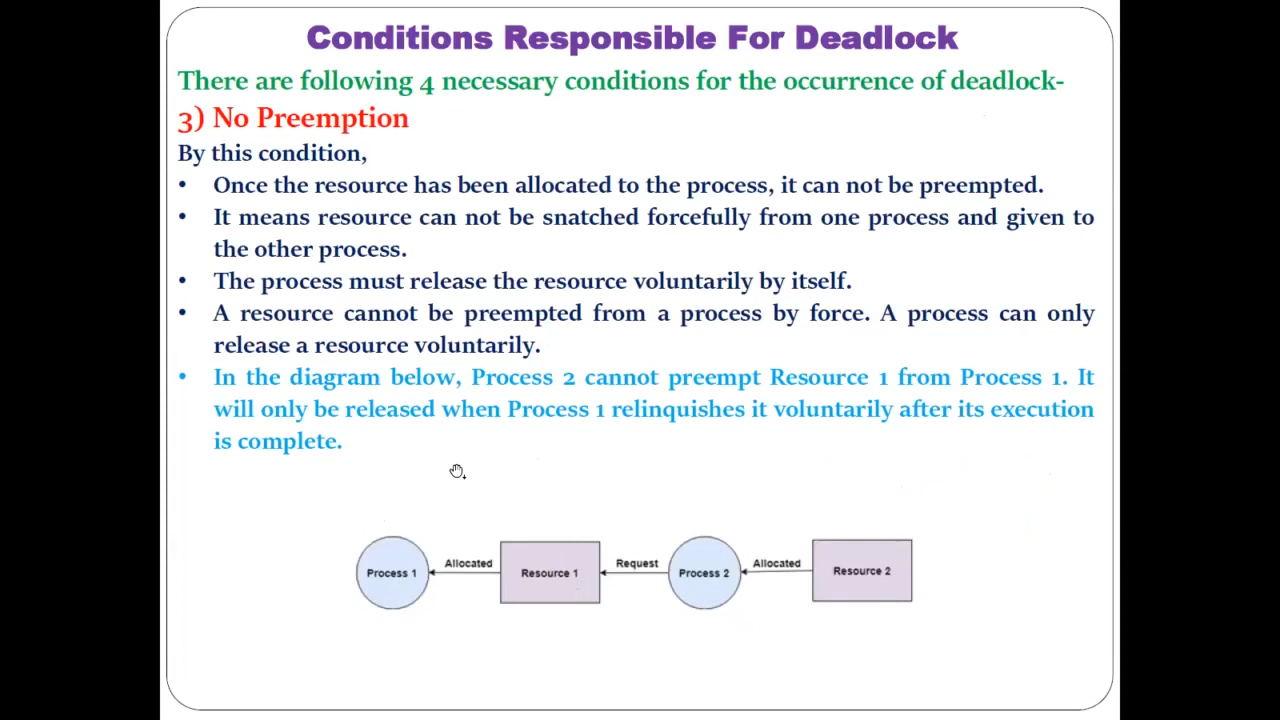 Conditions Responsible For Deadlock
There are following 4 necessary conditions for the occurrence of deadlock-
3) No Preemption
By this condition,
• Once the resource has been allocated to the process, it can not be preempted.
• It means resource can not be snatched forcefully from one process and given to
the other process.
• The process must release the resource voluntarily by itself.
• A resource cannot be preempted from a process by force. A process can only
release a resource voluntarily.
• In the diagram below, Process 2 cannot preempt Resource 1 from Process 1. It
will only be released when Process 1 relinquishes it voluntarily after its execution
is complete.
Process 1 Allocated Resource 1 Request Process 2 Allocated Resource 2